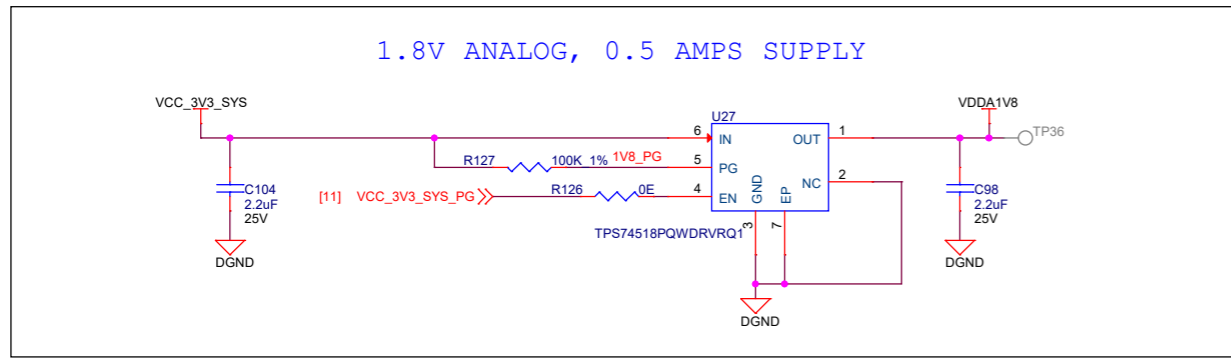 1.8V ANALOG, 0.5 AMPS SUPPLY
VCC_3V3_SYS
VDDA1V8
U27
TP36
6 IN
OUT 1
R127 100K 1% 1V8_PG 5 PG
NC 2
[11] VCC_3V3_SYS_PG R126 0E 4 EN
GND
EP
C104
2.2uF
25V
C98
2.2uF
25V
3
7
TPS74518PQWDRVRQ1
DGND
DGND
DGND